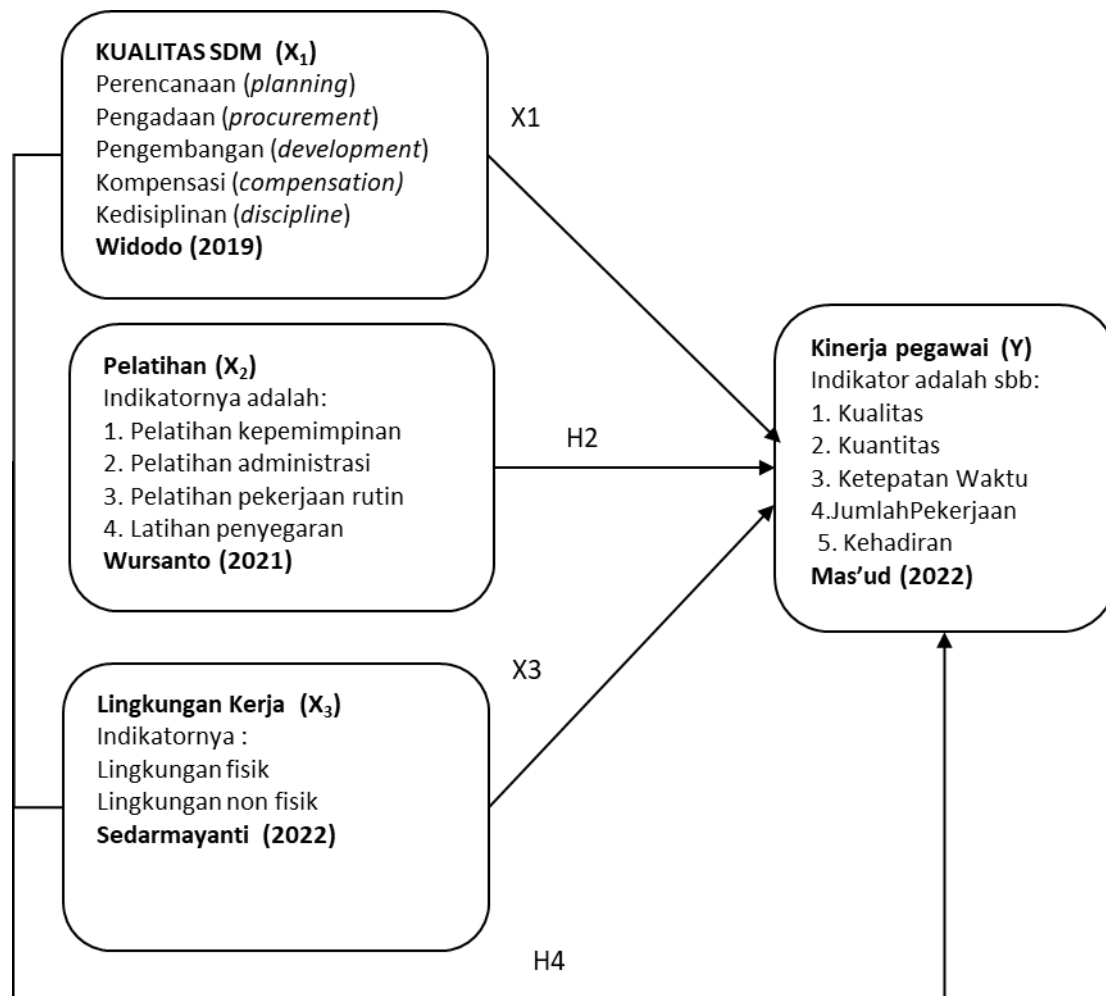 KUALITAS SDM (X₁)
Perencanaan (planning)
Pengadaan (procurement)
Pengembangan (development)
Kompensasi (compensation)
Kedisiplinan (discipline)
Widodo (2019)
X1
Pelatihan (X₂)
Indikatornya adalah:
1. Pelatihan kepemimpinan
2. Pelatihan administrasi
3. Pelatihan pekerjaan rutin
4. Latihan penyegaran
Wursanto (2021)
H2
Kinerja pegawai (Y)
Indikator adalah sbb:
1. Kualitas
2. Kuantitas
3. Ketepatan Waktu
4.JumlahPekerjaan
5. Kehadiran
Mas’ud (2022)
X3
Lingkungan Kerja (X₃)
Indikatornya :
Lingkungan fisik
Lingkungan non fisik
Sedarmayanti (2022)
H4